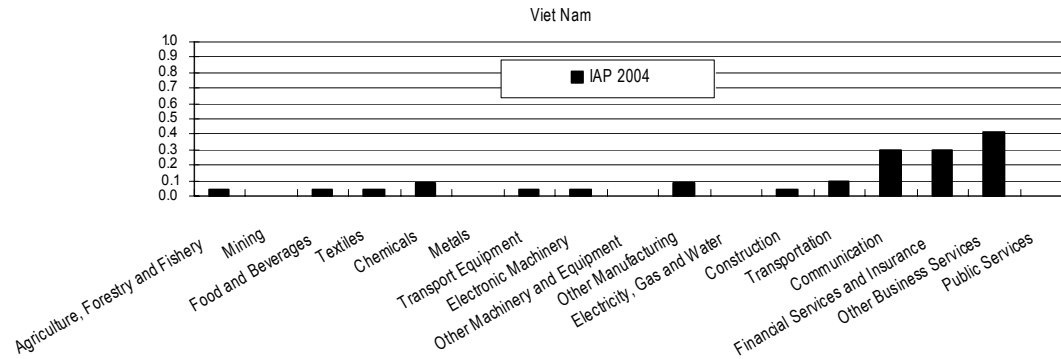 Viet Nam
1.0
0.9
0.8
0.7
0.6
0.5
0.4
0.3
0.2
0.1
0.0
IAP 2004
Agriculture, Forestry and Fishery
Mining
Food and Beverages
Textiles
Chemicals
Metals
Transport Equipment
Electronic Machinery
Other Machinery and Equipment
Other Manufacturing
Electricity, Gas and Water
Construction
Transportation
Communication
Financial Services and Insurance
Other Business Services
Public Services